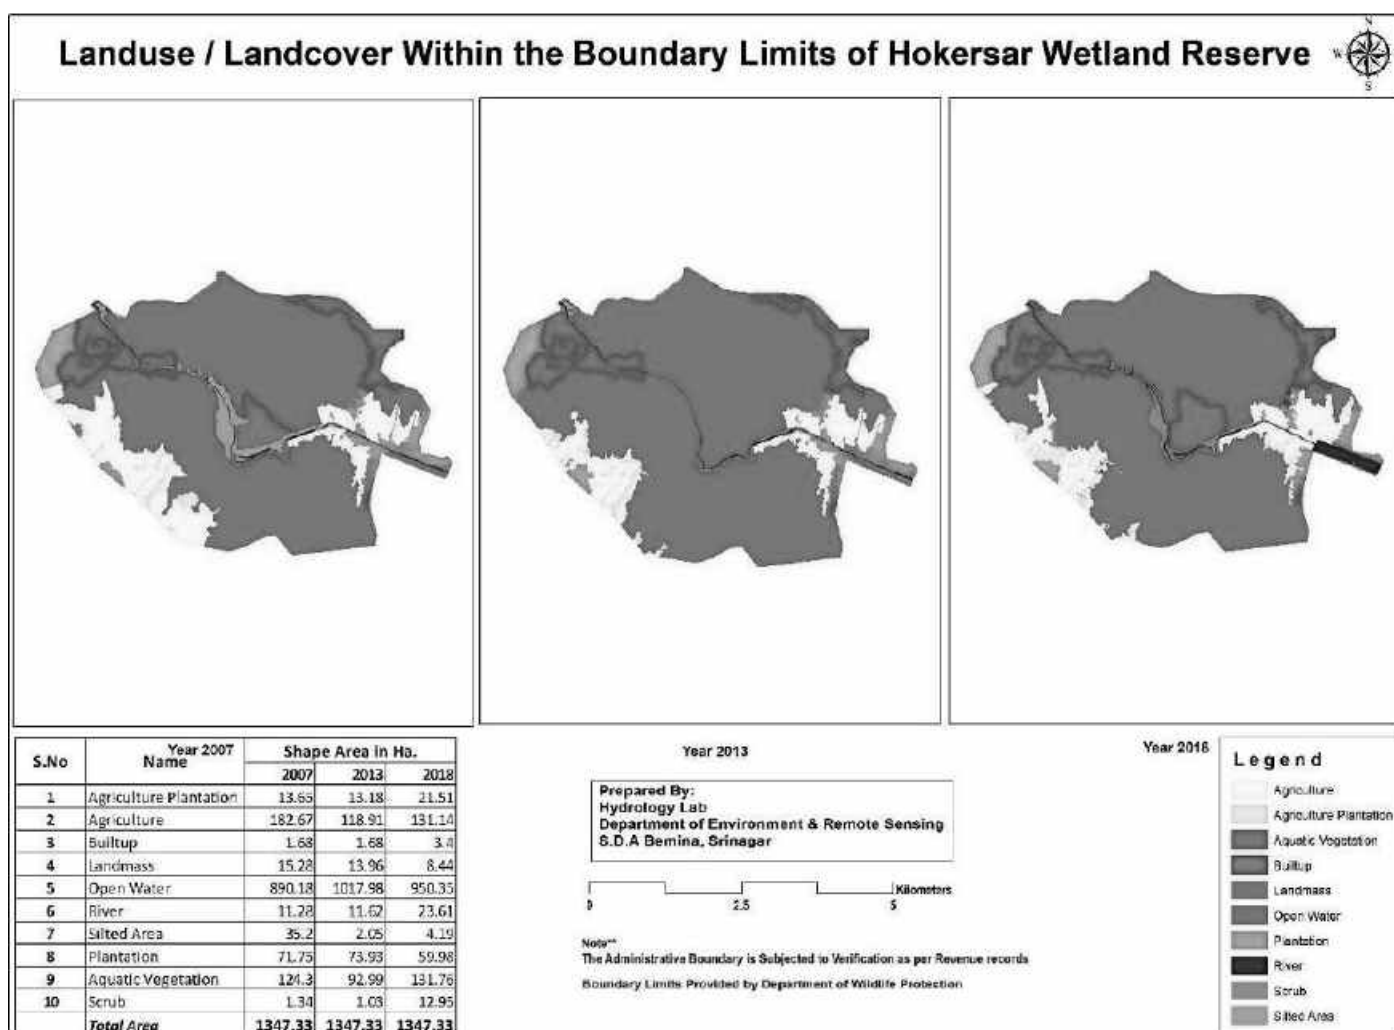 Landuse / Landcover Within the Boundary Limits of Hokersar Wetland Reserve
N
W
S
Year 2007
Year 2013
Year 2018
S.No Name Shape Area in Ha.
2007 2013 2018
1 Agriculture Plantation 13.65 13.18 21.51
2 Agriculture 182.67 118.91 131.14
3 Builtup 1.68 1.68 3.4
4 Landmass 15.28 13.96 8.44
5 Open Water 890.18 1017.98 950.35
6 River 11.28 11.62 23.61
7 Silted Area 35.2 2.05 4.19
8 Plantation 71.75 73.93 59.98
9 Aquatic Vegetation 124.3 92.99 131.76
10 Scrub 1.34 1.03 12.95
Total Area 1347.33 1347.33 1347.33
Prepared By:
Hydrology Lab
Department of Environment & Remote Sensing
S.D.A Bemina, Srinagar
Kilometers
0 2.5 5
Note**
The Administrative Boundary is Subjected to Verification as per Revenue records
Boundary Limits Provided by Department of Wildlife Protection
Legend
Agriculture
Agriculture Plantation
Aquatic Vegetation
Builtup
Landmass
Open Water
Plantation
River
Scrub
Silted Area